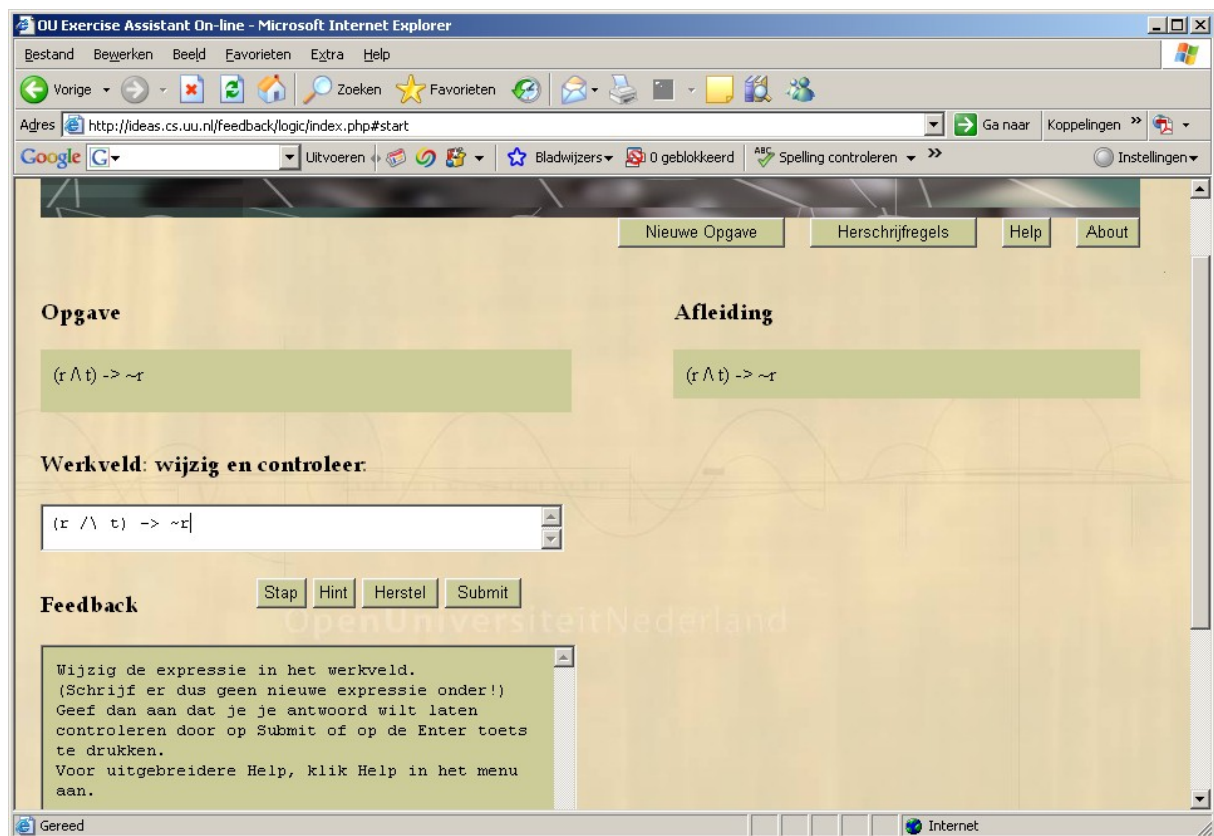 OU Exercise Assistant On-line - Microsoft Internet Explorer
Bestand Bewerken Beeld Favorieten Extra Help
Vorige Zoeken Favorieten
Adres http://ideas.cs.uu.nl/feedback/logic/index.php#start Ga naar Koppelingen »
Google G Uitvoeren Bladwijzers 0 geblokkeerd ABC Spelling controleren » Instellingen
Nieuwe Opgave Herschrijfregels Help About
Opgave Afleiding
(r /\ t) -> ~r (r /\ t) -> ~r
Werkveld: wijzig en controleer:
(r /\ t) -> ~r
Stap Hint Herstel Submit
Feedback
OpenUniversiteitNederland
Wijzig de expressie in het werkveld.
(Schrijf er dus geen nieuwe expressie onder!)
Geef dan aan dat je je antwoord wilt laten
controleren door op Submit of op de Enter toets
te drukken.
Voor uitgebreidere Help, klik Help in het menu
aan.
Gereed Internet